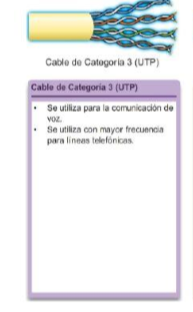 Cable de Categoría 3 (UTP)
Cable de Categoría 3 (UTP)
• Se utiliza para la comunicación de
voz.
• Se utiliza con mayor frecuencia
para líneas telefónicas.